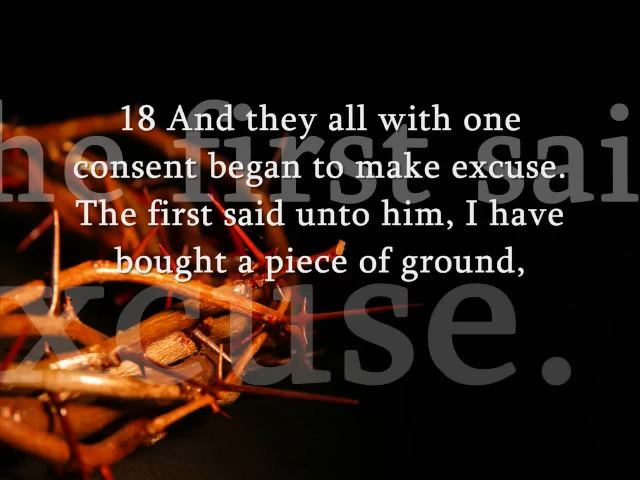 18 And they all with one
consent began to make excuse.
The first said unto him, I have
bought a piece of ground,
he first sai
xcuse.